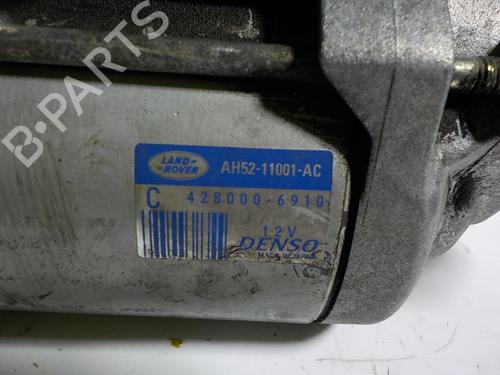 B-PARTS
LAND-
ROVER
AH52-11001-AC
C 428000-6910
12V
DENSO
MADE IN JAPAN